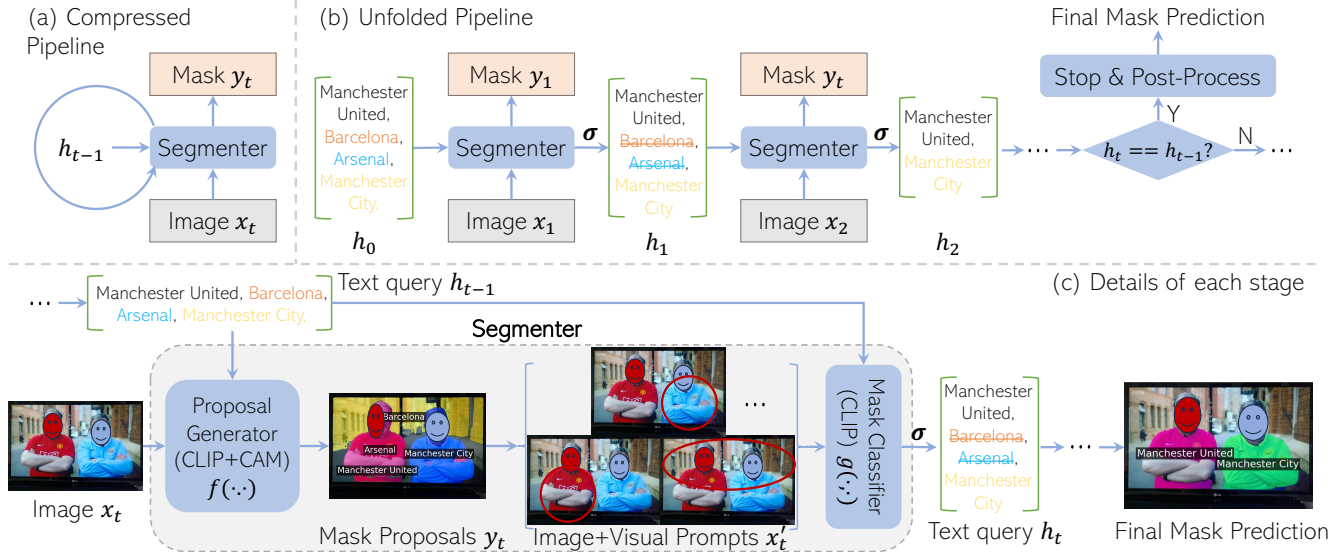 (a) Compressed
Pipeline
Mask y_t
h_{t-1}
Segmenter
Image x_t
(b) Unfolded Pipeline
Manchester
United,
Barcelona,
Arsenal,
Manchester
City,
h_0
Mask y_1
Segmenter
Image x_1
σ
Manchester
United,
Barcelona,
Arsenal,
Manchester
City
h_1
Mask y_t
Segmenter
Image x_2
σ
Manchester
United,
Manchester
City
h_2
...
Final Mask Prediction
Stop & Post-Process
Y
h_t == h_{t-1}?
N
...
(c) Details of each stage
...
Manchester United, Barcelona,
Arsenal, Manchester City,
Text query h_{t-1}
Segmenter
Image x_t
Proposal
Generator
(CLIP+CAM)
f(·,·)
Barcelona
Arsenal
Manchester City
Manchester United
Mask Proposals y_t
...
Image+Visual Prompts x'_t
Mask Classifier
(CLIP) g(·,·)
σ
Manchester
United,
Barcelona,
Arsenal,
Manchester
City
Text query h_t
...
Manchester United
Manchester City
Final Mask Prediction